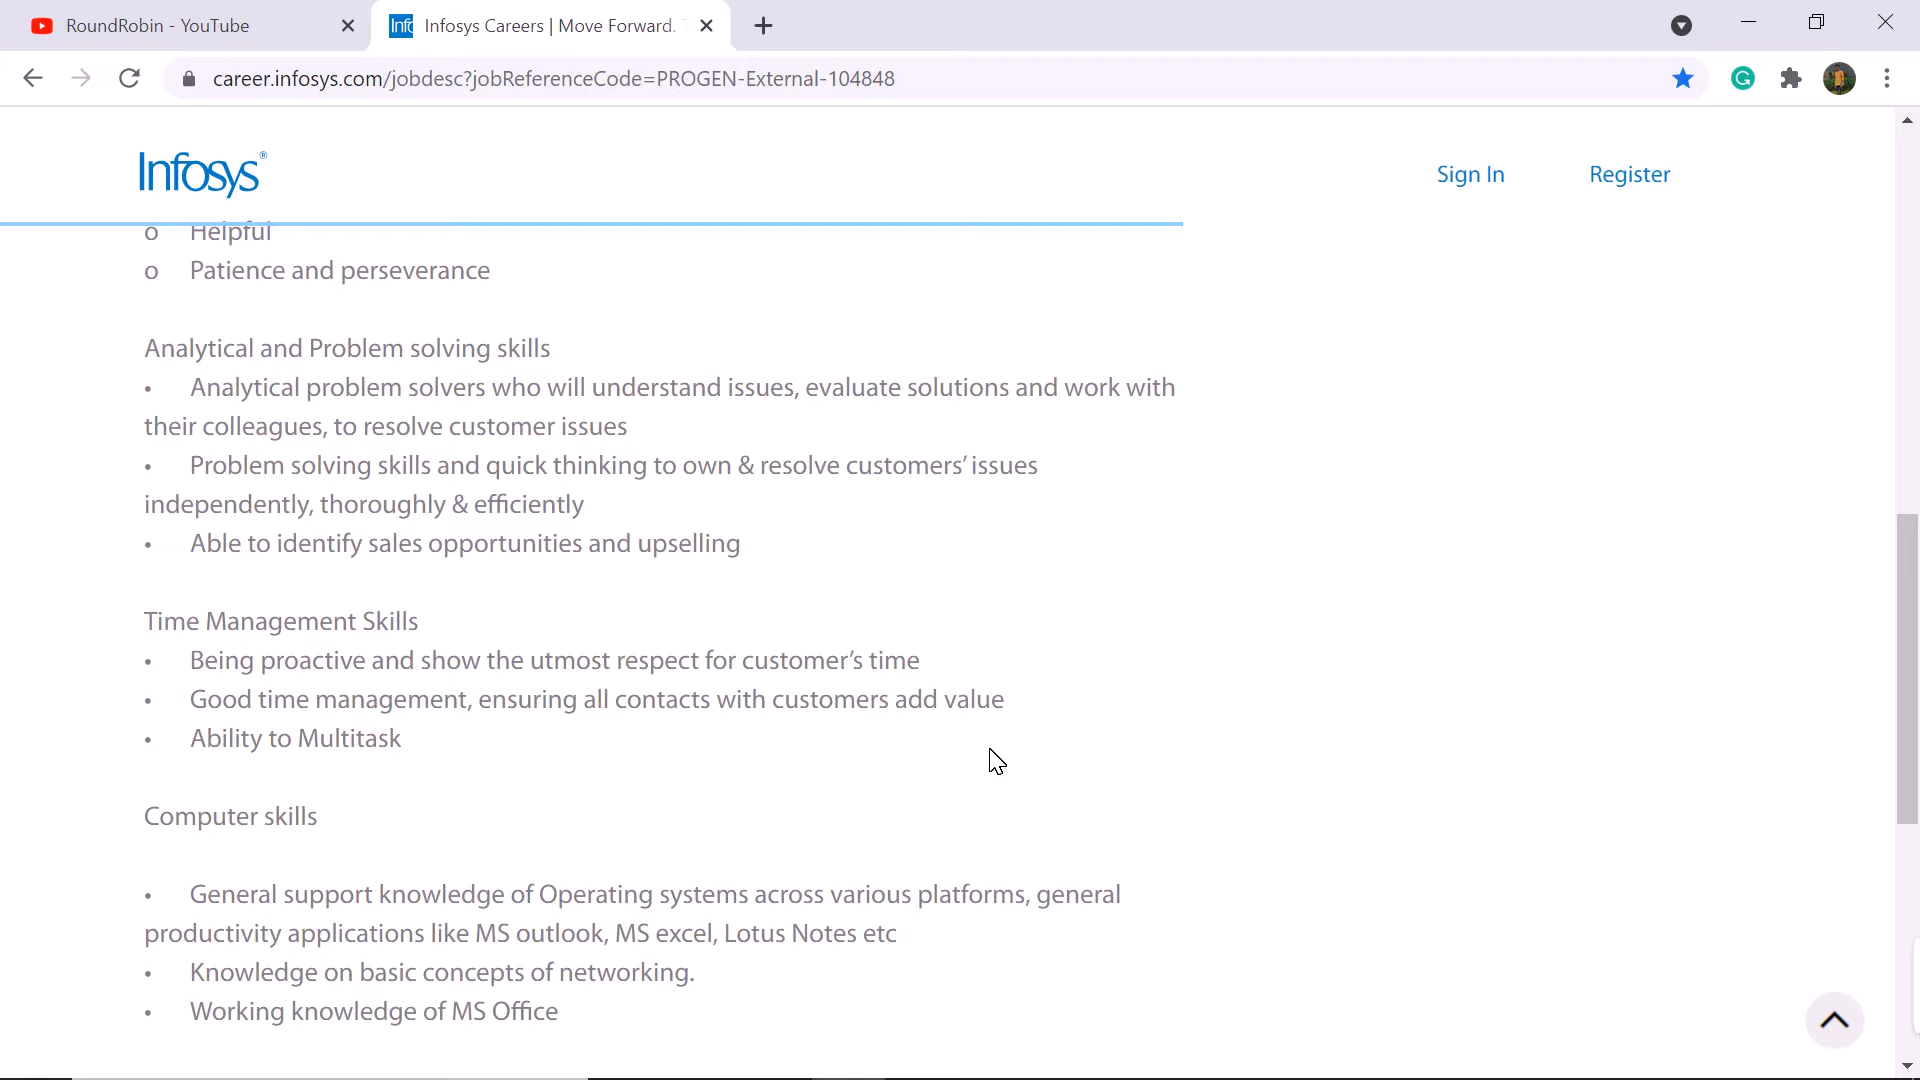 RoundRobin - YouTube
Infosys Careers | Move Forward.
career.infosys.com/jobdesc?jobReferenceCode=PROGEN-External-104848
Infosys®
Sign In
Register
o Helpful
o Patience and perseverance
Analytical and Problem solving skills
• Analytical problem solvers who will understand issues, evaluate solutions and work with
their colleagues, to resolve customer issues
• Problem solving skills and quick thinking to own & resolve customers’ issues
independently, thoroughly & efficiently
• Able to identify sales opportunities and upselling
Time Management Skills
• Being proactive and show the utmost respect for customer’s time
• Good time management, ensuring all contacts with customers add value
• Ability to Multitask
Computer skills
• General support knowledge of Operating systems across various platforms, general
productivity applications like MS outlook, MS excel, Lotus Notes etc
• Knowledge on basic concepts of networking.
• Working knowledge of MS Office